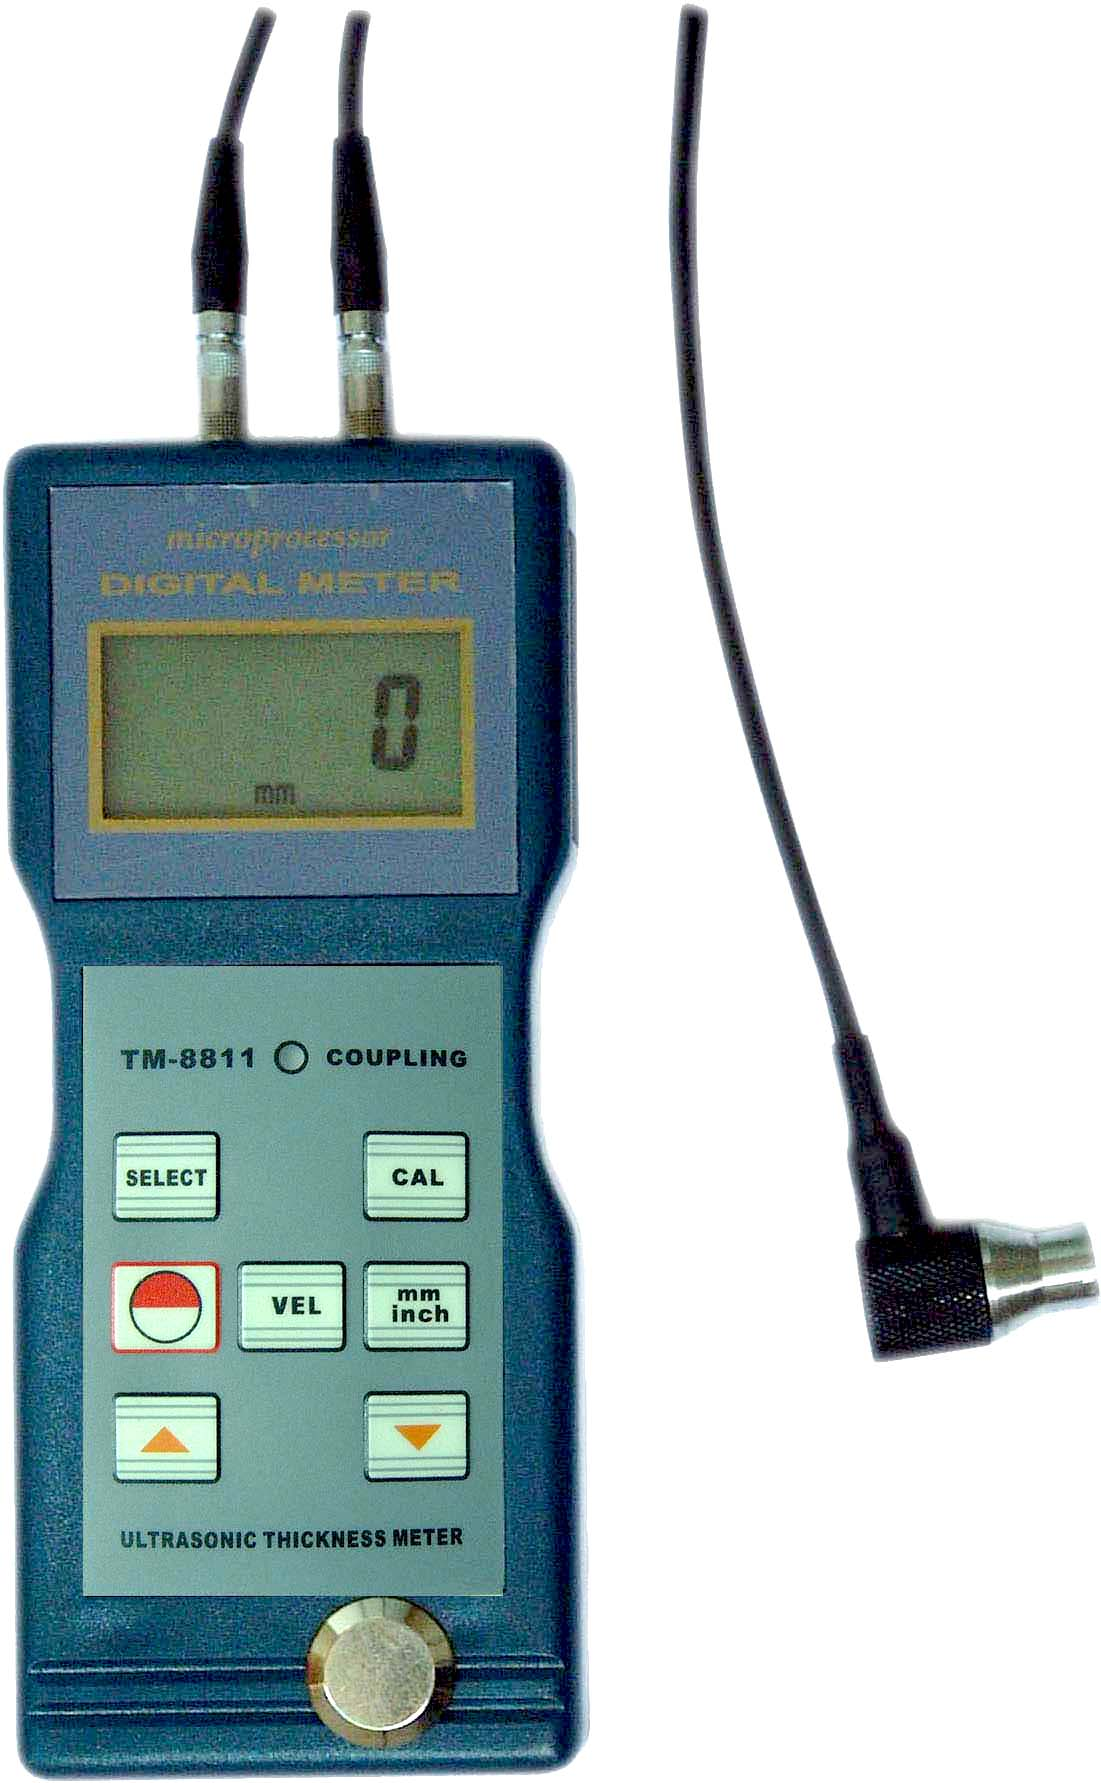 microprocessor
DIGITAL METER
0
mm
TM-8811 COUPLING
SELECT CAL
VEL
mm
inch
ULTRASONIC THICKNESS METER